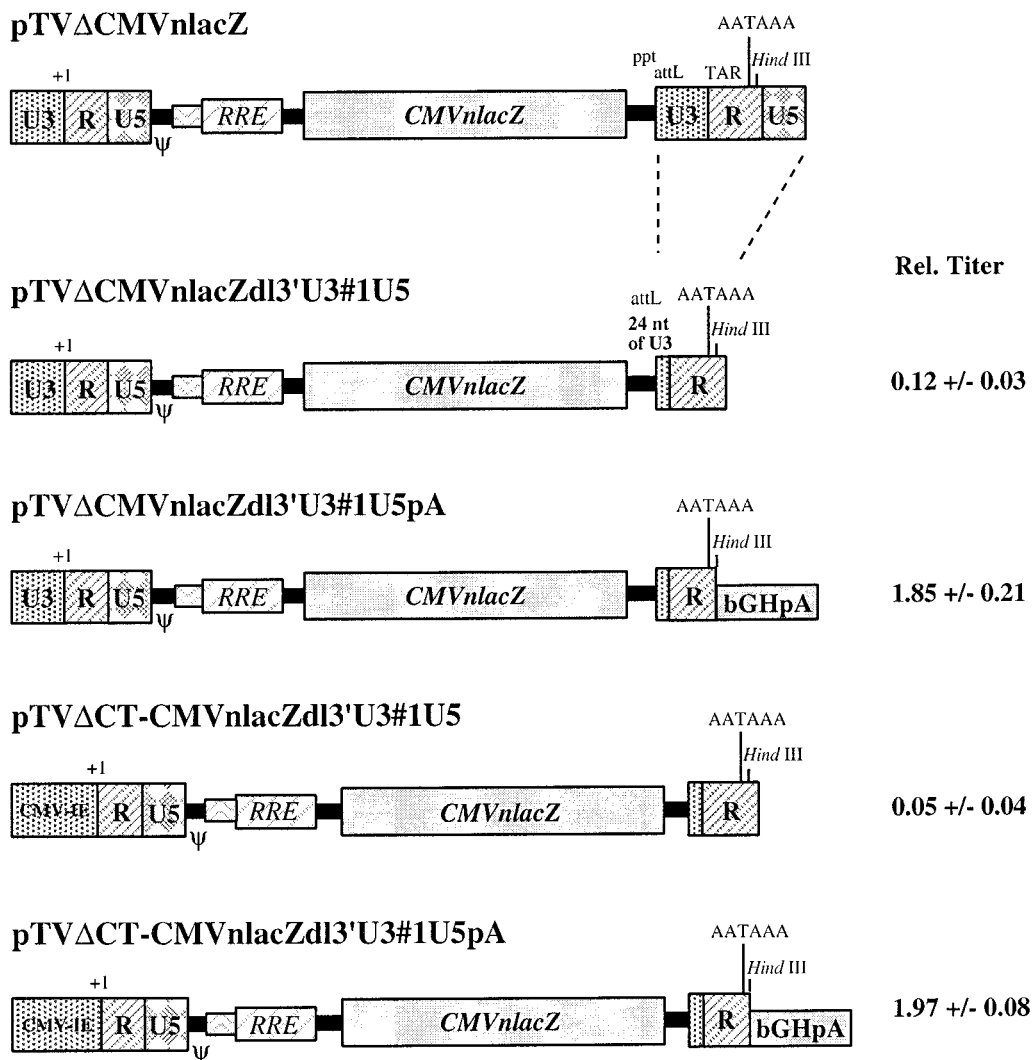 pTVΔCMVnlacZ
AATAAA
+1
ppt
attL
TAR
Hind III
U3 R U5
ψ
RRE
CMVnlacZ
U3 R U5
Rel. Titer
pTVΔCMVnlacZdl3'U3#1U5
attL
24 nt
of U3
AATAAA
+1
Hind III
U3 R U5
ψ
RRE
CMVnlacZ
R
0.12 +/- 0.03
pTVΔCMVnlacZdl3'U3#1U5pA
AATAAA
+1
Hind III
U3 R U5
ψ
RRE
CMVnlacZ
R
bGHpA
1.85 +/- 0.21
pTVΔCT-CMVnlacZdl3'U3#1U5
AATAAA
+1
Hind III
CMV-IE R U5
ψ
RRE
CMVnlacZ
R
0.05 +/- 0.04
pTVΔCT-CMVnlacZdl3'U3#1U5pA
AATAAA
+1
Hind III
CMV-IE R U5
ψ
RRE
CMVnlacZ
R
bGHpA
1.97 +/- 0.08